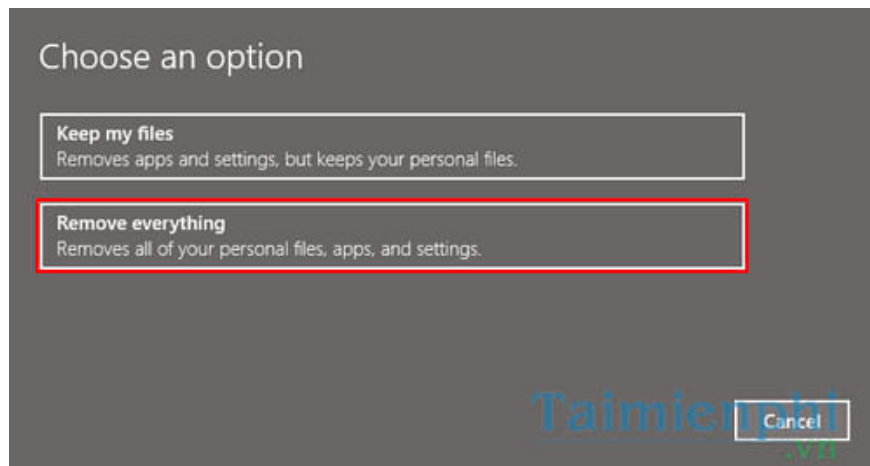 Choose an option
Keep my files
Removes apps and settings, but keeps your personal files.
Remove everything
Removes all of your personal files, apps, and settings.
Taimienphi
Cancel
.vn